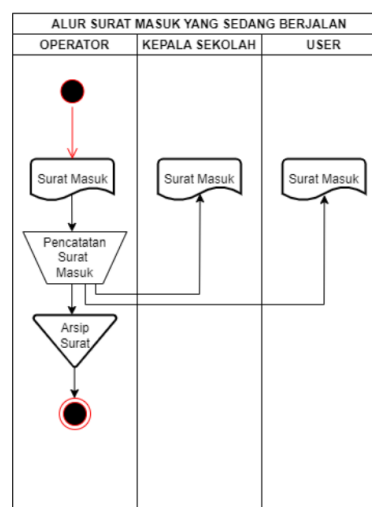 ALUR SURAT MASUK YANG SEDANG BERJALAN
OPERATOR
KEPALA SEKOLAH
USER
Surat Masuk
Surat Masuk
Surat Masuk
Pencatatan
Surat
Masuk
Arsip
Surat